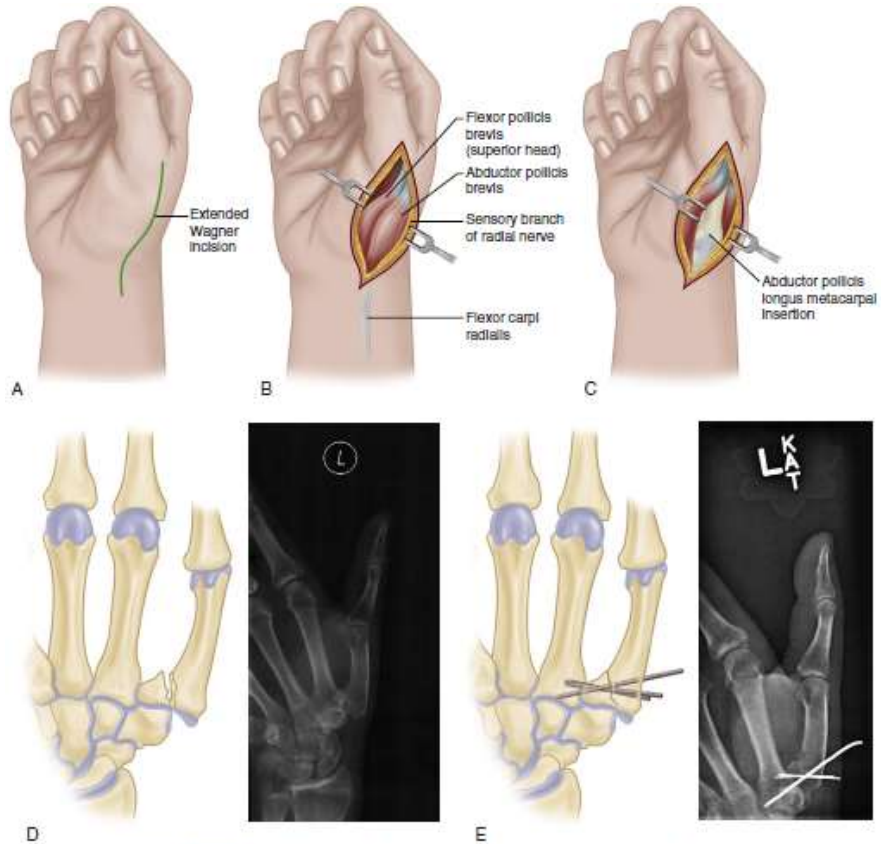 Extended
Wagner
incision
A
Flexor pollicis
brevis
(superior head)
Abductor pollicis
brevis
Sensory branch
of radial nerve
Flexor carpi
radialis
B
Abductor pollicis
longus metacarpal
insertion
C
L
D
L KAT
E